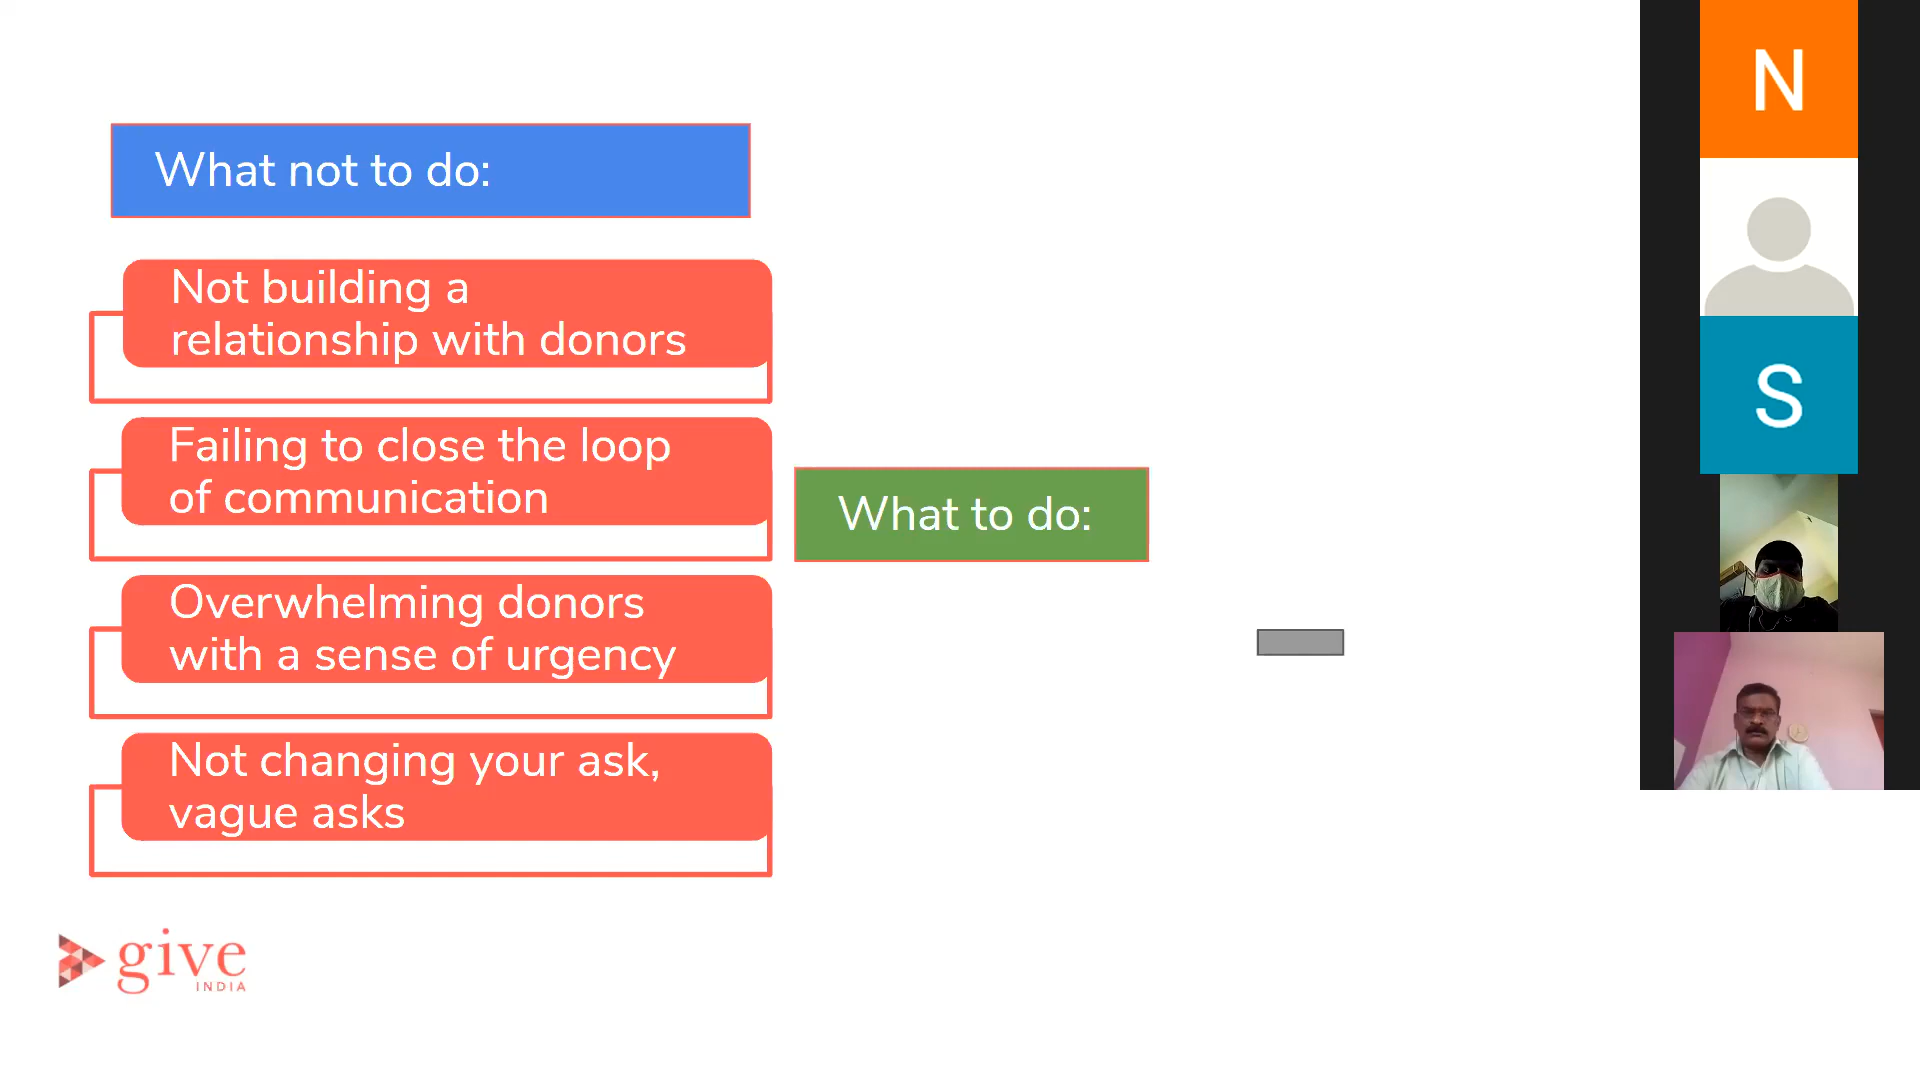 What not to do:
Not building a
relationship with donors
Failing to close the loop
of communication
Overwhelming donors
with a sense of urgency
Not changing your ask,
vague asks
What to do:
give
INDIA
N
S